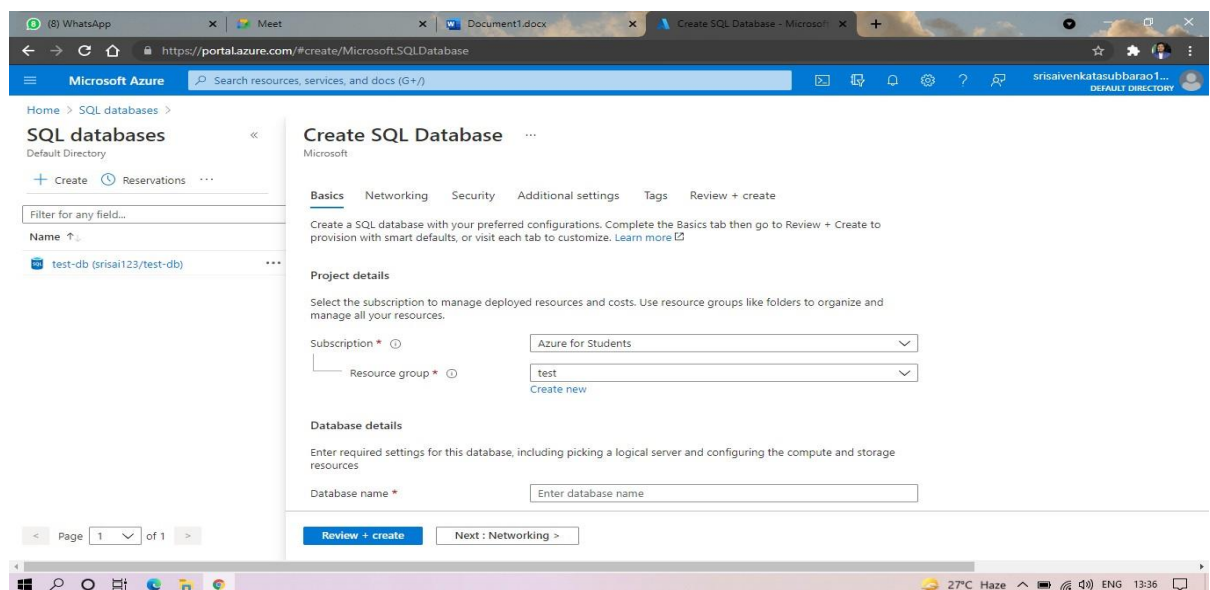 (8) WhatsApp
Meet
Document1.docx
Create SQL Database - Microsoft
https://portal.azure.com/#create/Microsoft.SQLDatabase
Microsoft Azure
Search resources, services, and docs (G+/)
srisaivenkatasubbarao1...
DEFAULT DIRECTORY
Home > SQL databases >
SQL databases
Default Directory
+ Create Reservations ...
Filter for any field...
Name ↑↓
test-db (srisai123/test-db) ...
< Page 1 of 1 >
Create SQL Database ...
Microsoft
Basics Networking Security Additional settings Tags Review + create
Create a SQL database with your preferred configurations. Complete the Basics tab then go to Review + Create to
provision with smart defaults, or visit each tab to customize. Learn more
Project details
Select the subscription to manage deployed resources and costs. Use resource groups like folders to organize and
manage all your resources.
Subscription * Azure for Students
Resource group * test
Create new
Database details
Enter required settings for this database, including picking a logical server and configuring the compute and storage
resources
Database name * Enter database name
Review + create Next : Networking >
27°C Haze ENG 13:36